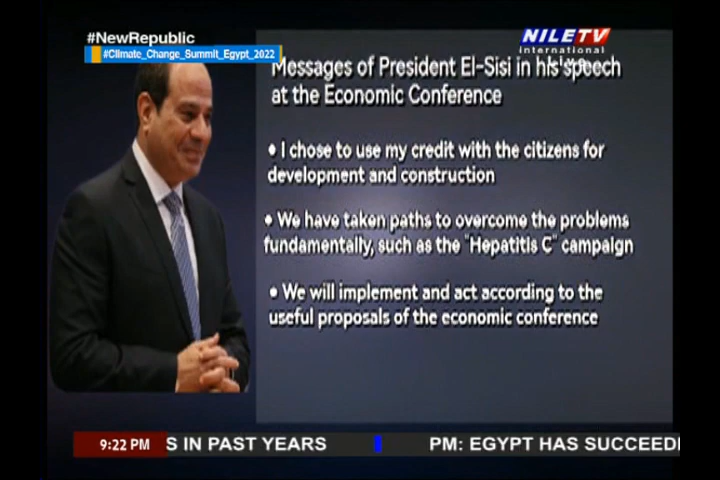 #NewRepublic
#Climate_Change_Summit_Egypt_2022
NILETV
international
Live
Messages of President El-Sisi in his speech
at the Economic Conference
• I chose to use my credit with the citizens for
development and construction
• We have taken paths to overcome the problems
fundamentally, such as the "Hepatitis C" campaign
• We will implement and act according to the
useful proposals of the economic conference
9:22 PM S IN PAST YEARS PM: EGYPT HAS SUCCEED